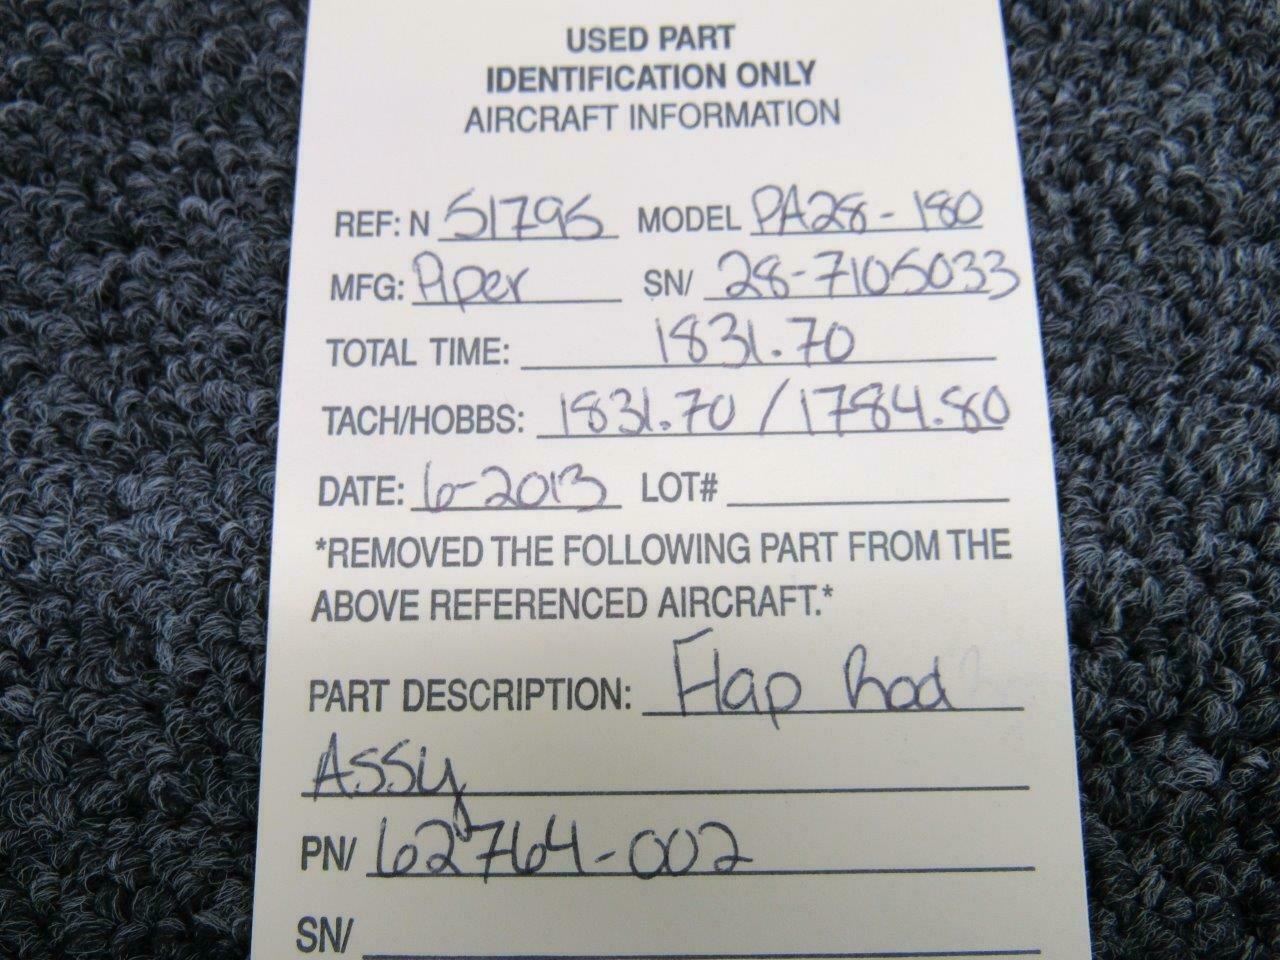 USED PART
IDENTIFICATION ONLY
AIRCRAFT INFORMATION
REF: N 51795 MODEL PA28-180
MFG: Piper SN/ 28-7105033
TOTAL TIME: 1831.70
TACH/HOBBS: 1831.70 / 1784.80
DATE: 6-2013 LOT#
*REMOVED THE FOLLOWING PART FROM THE
ABOVE REFERENCED AIRCRAFT.*
PART DESCRIPTION: Flap Rod
Assy
PN/ 62764-002
SN/